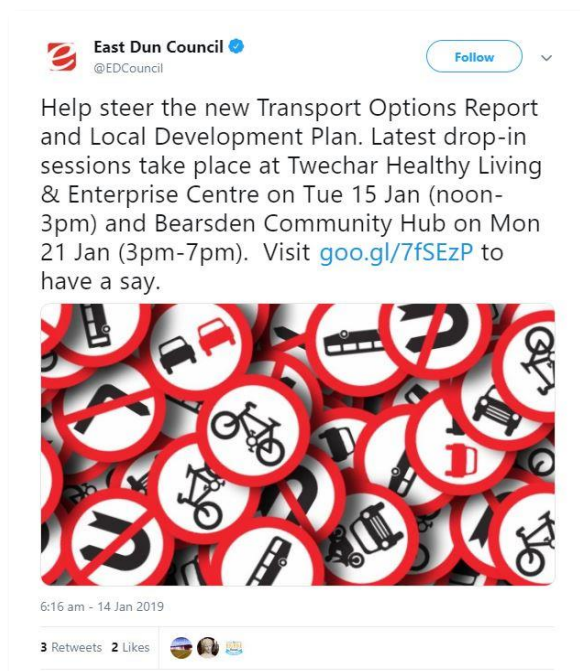 East Dun Council
@EDCouncil
Follow
Help steer the new Transport Options Report
and Local Development Plan. Latest drop-in
sessions take place at Twechar Healthy Living
& Enterprise Centre on Tue 15 Jan (noon-
3pm) and Bearsden Community Hub on Mon
21 Jan (3pm-7pm). Visit goo.gl/7fSEzP to
have a say.
6:16 am - 14 Jan 2019
3 Retweets 2 Likes